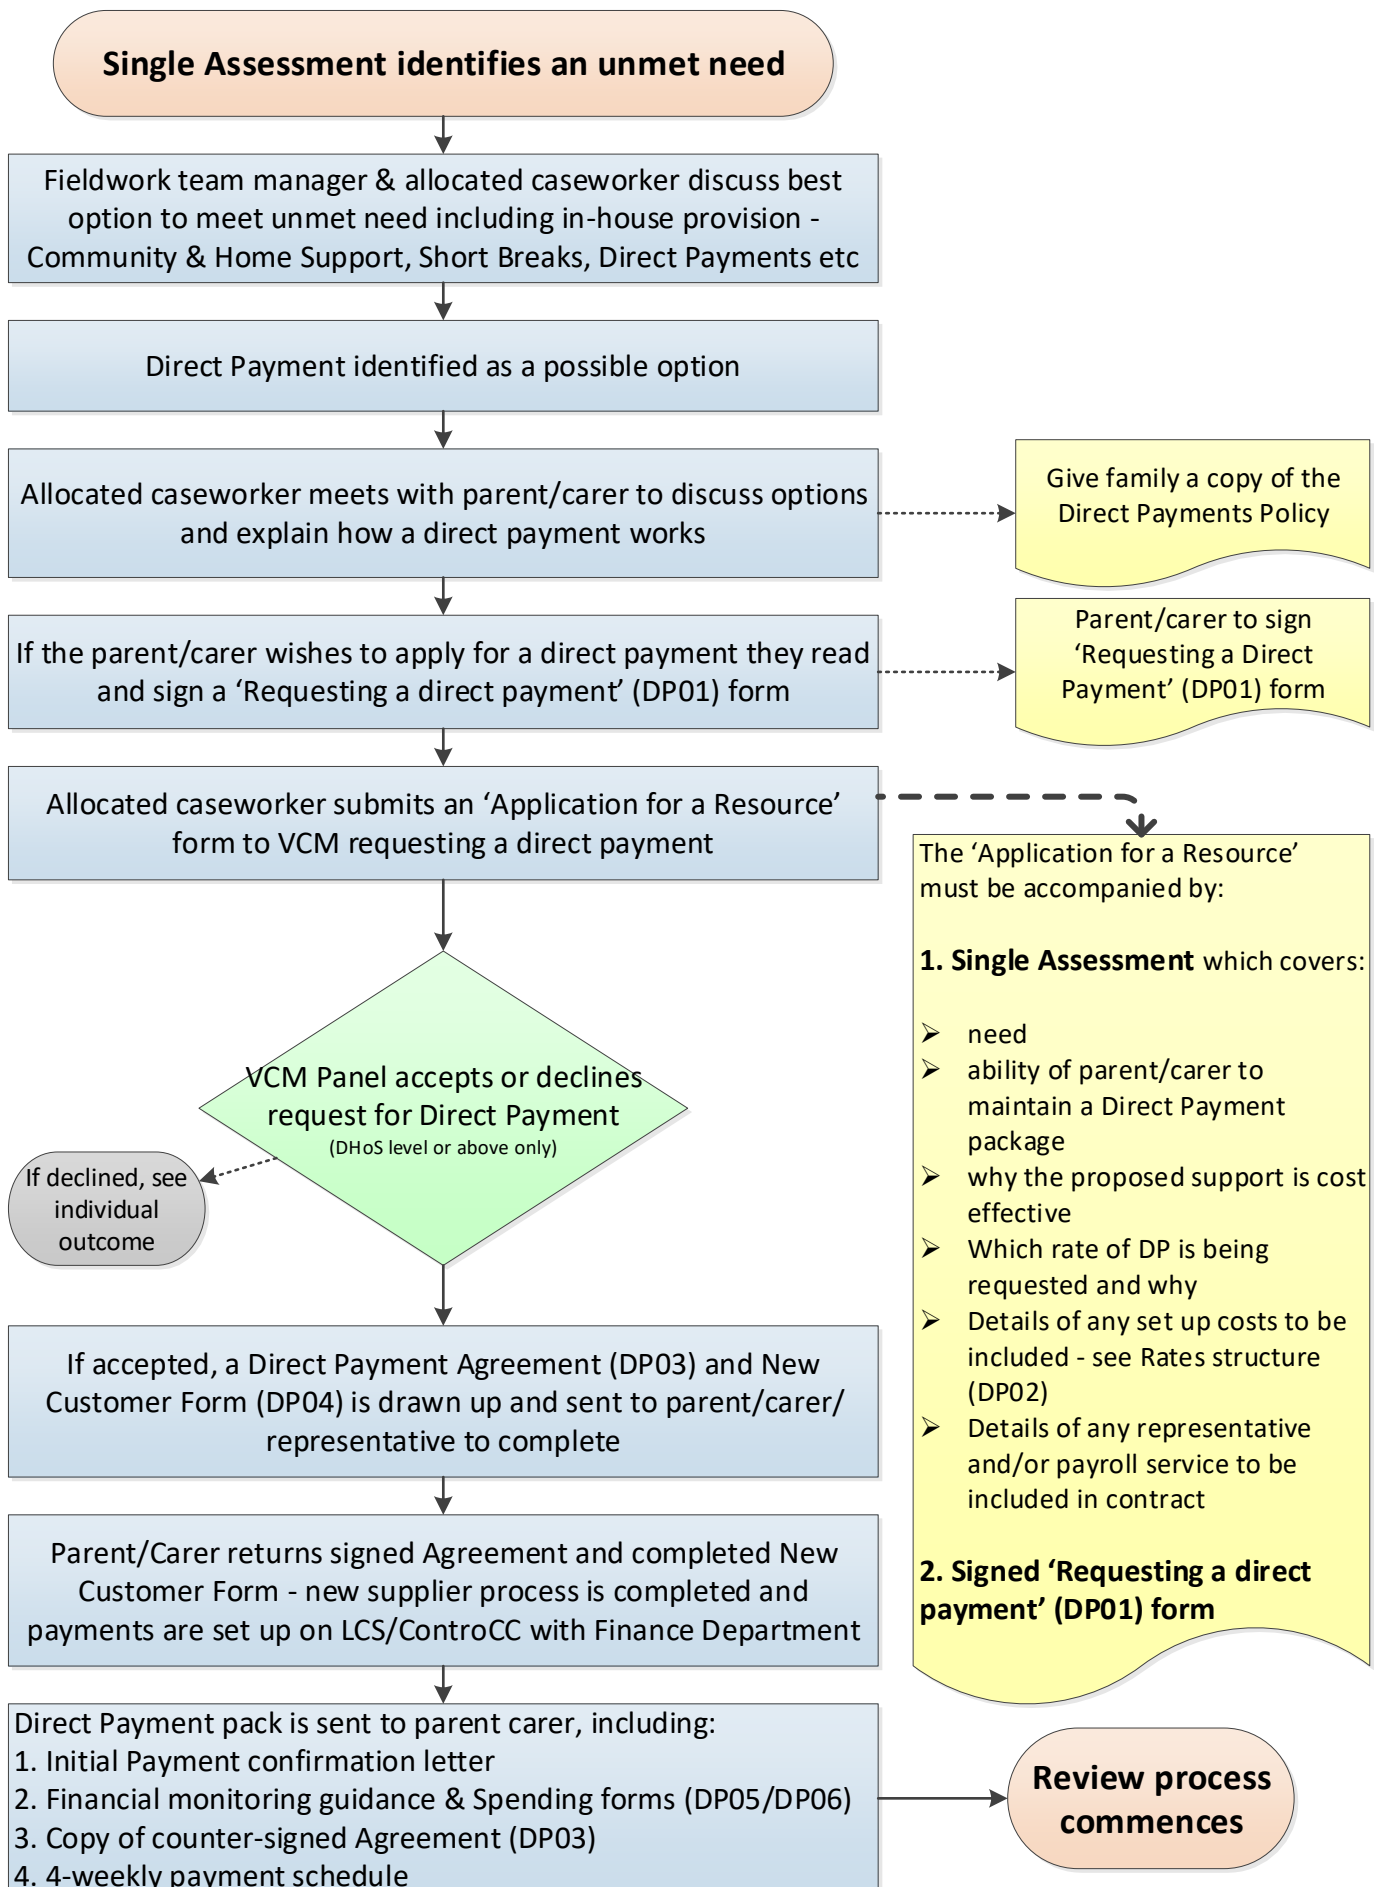 Single Assessment identifies an unmet need
Fieldwork team manager & allocated caseworker discuss best
option to meet unmet need including in-house provision -
Community & Home Support, Short Breaks, Direct Payments etc
Direct Payment identified as a possible option
Allocated caseworker meets with parent/carer to discuss options
and explain how a direct payment works
Give family a copy of the
Direct Payments Policy
If the parent/carer wishes to apply for a direct payment they read
and sign a ‘Requesting a direct payment’ (DP01) form
Parent/carer to sign
‘Requesting a Direct
Payment’ (DP01) form
Allocated caseworker submits an ‘Application for a Resource’
form to VCM requesting a direct payment
The ‘Application for a Resource’
must be accompanied by:
1. Single Assessment which covers:
➢ need
➢ ability of parent/carer to
maintain a Direct Payment
package
➢ why the proposed support is cost
effective
➢ Which rate of DP is being
requested and why
➢ Details of any set up costs to be
included - see Rates structure
(DP02)
➢ Details of any representative
and/or payroll service to be
included in contract
2. Signed ‘Requesting a direct
payment’ (DP01) form
VCM Panel accepts or declines
request for Direct Payment
(DHoS level or above only)
If declined, see
individual
outcome
If accepted, a Direct Payment Agreement (DP03) and New
Customer Form (DP04) is drawn up and sent to parent/carer/
representative to complete
Parent/Carer returns signed Agreement and completed New
Customer Form - new supplier process is completed and
payments are set up on LCS/ControCC with Finance Department
Direct Payment pack is sent to parent carer, including:
1. Initial Payment confirmation letter
2. Financial monitoring guidance & Spending forms (DP05/DP06)
3. Copy of counter-signed Agreement (DP03)
4. 4-weekly payment schedule
Review process
commences